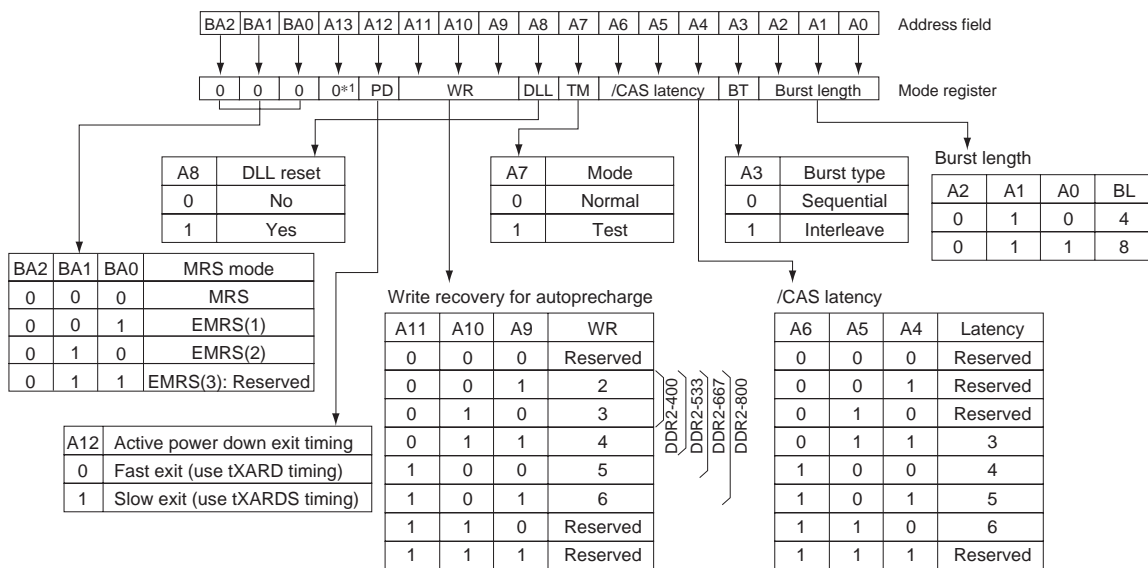 BA2 BA1 BA0 A13 A12 A11 A10 A9 A8 A7 A6 A5 A4 A3 A2 A1 A0 Address field
0 0 0 0*1 PD WR DLL TM /CAS latency BT Burst length Mode register
A8 DLL reset
0 No
1 Yes
A7 Mode
0 Normal
1 Test
A3 Burst type
0 Sequential
1 Interleave
Burst length
A2 A1 A0 BL
0 1 0 4
0 1 1 8
BA2 BA1 BA0 MRS mode
0 0 0 MRS
0 0 1 EMRS(1)
0 1 0 EMRS(2)
0 1 1 EMRS(3): Reserved
A12 Active power down exit timing
0 Fast exit (use tXARD timing)
1 Slow exit (use tXARDS timing)
Write recovery for autoprecharge
A11 A10 A9 WR
0 0 0 Reserved
0 0 1 2
0 1 0 3
0 1 1 4
1 0 0 5
1 0 1 6
1 1 0 Reserved
1 1 1 Reserved
DDR2-400
DDR2-533
DDR2-667
DDR2-800
/CAS latency
A6 A5 A4 Latency
0 0 0 Reserved
0 0 1 Reserved
0 1 0 Reserved
0 1 1 3
1 0 0 4
1 0 1 5
1 1 0 6
1 1 1 Reserved